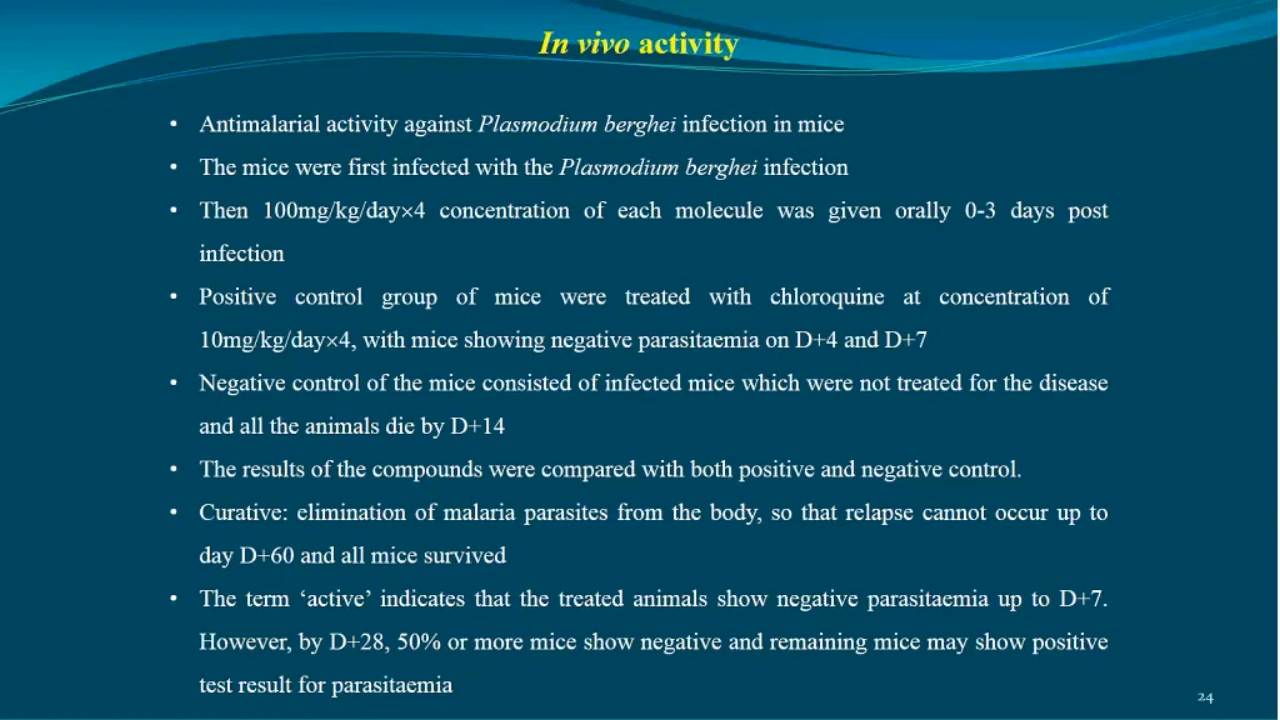 In vivo activity
• Antimalarial activity against Plasmodium berghei infection in mice
• The mice were first infected with the Plasmodium berghei infection
• Then 100mg/kg/day×4 concentration of each molecule was given orally 0-3 days post
infection
• Positive control group of mice were treated with chloroquine at concentration of
10mg/kg/day×4, with mice showing negative parasitaemia on D+4 and D+7
• Negative control of the mice consisted of infected mice which were not treated for the disease
and all the animals die by D+14
• The results of the compounds were compared with both positive and negative control.
• Curative: elimination of malaria parasites from the body, so that relapse cannot occur up to
day D+60 and all mice survived
• The term ‘active’ indicates that the treated animals show negative parasitaemia up to D+7.
However, by D+28, 50% or more mice show negative and remaining mice may show positive
test result for parasitaemia
24